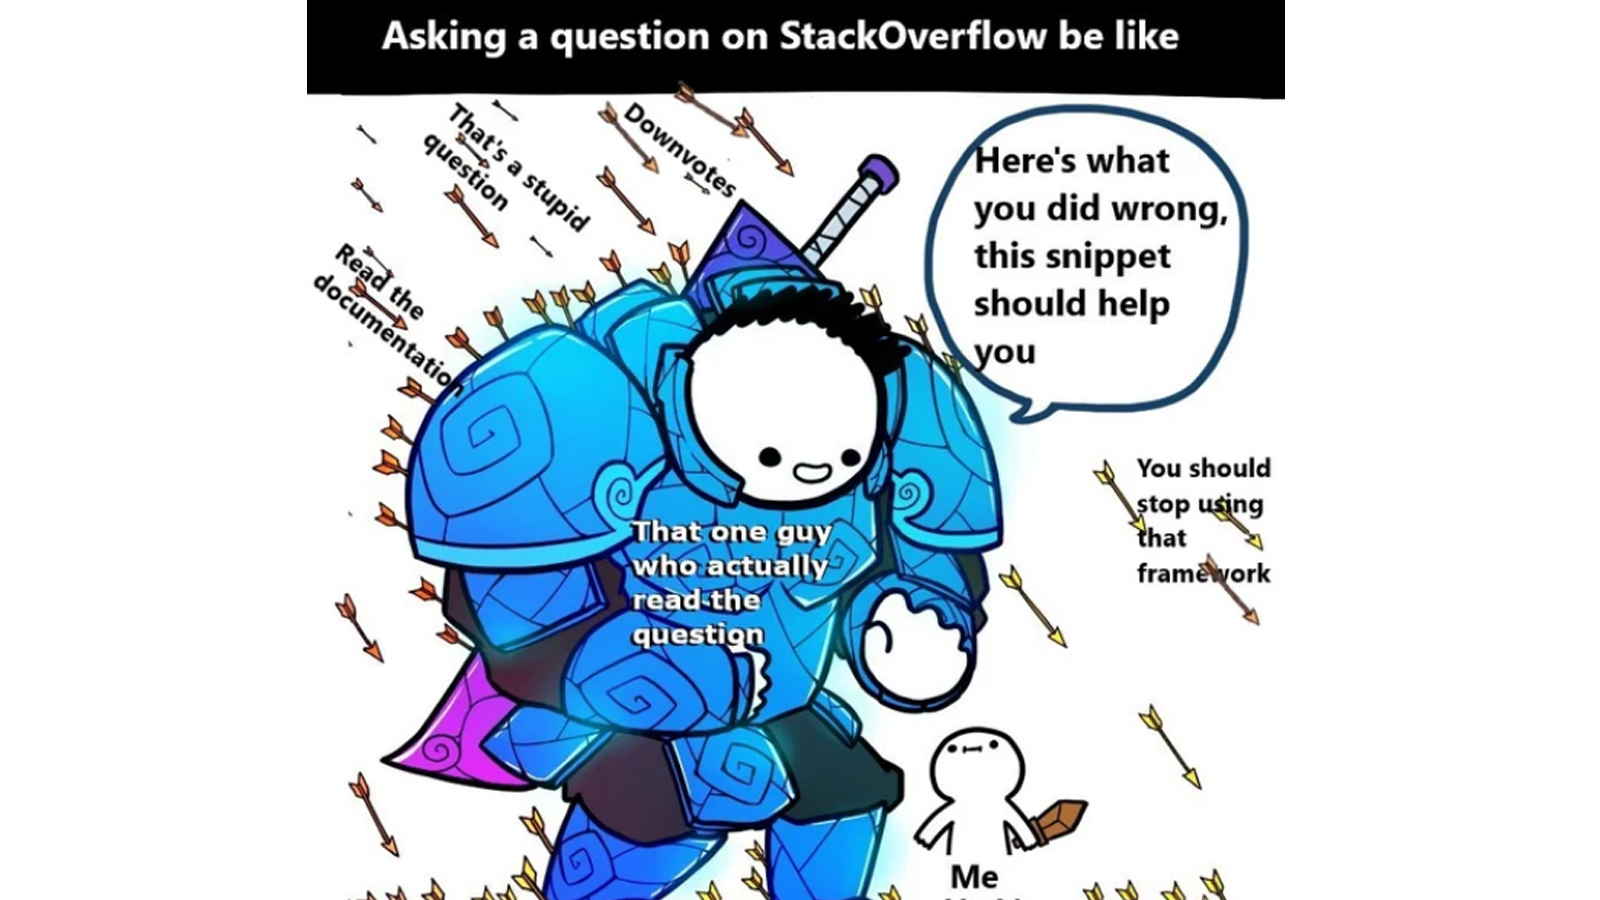 Asking a question on StackOverflow be like
That's a stupid
question
Downvotes
Read the
documentation
Here's what
you did wrong,
this snippet
should help
you
You should
stop using
that
framework
That one guy
who actually
read the
question
Me